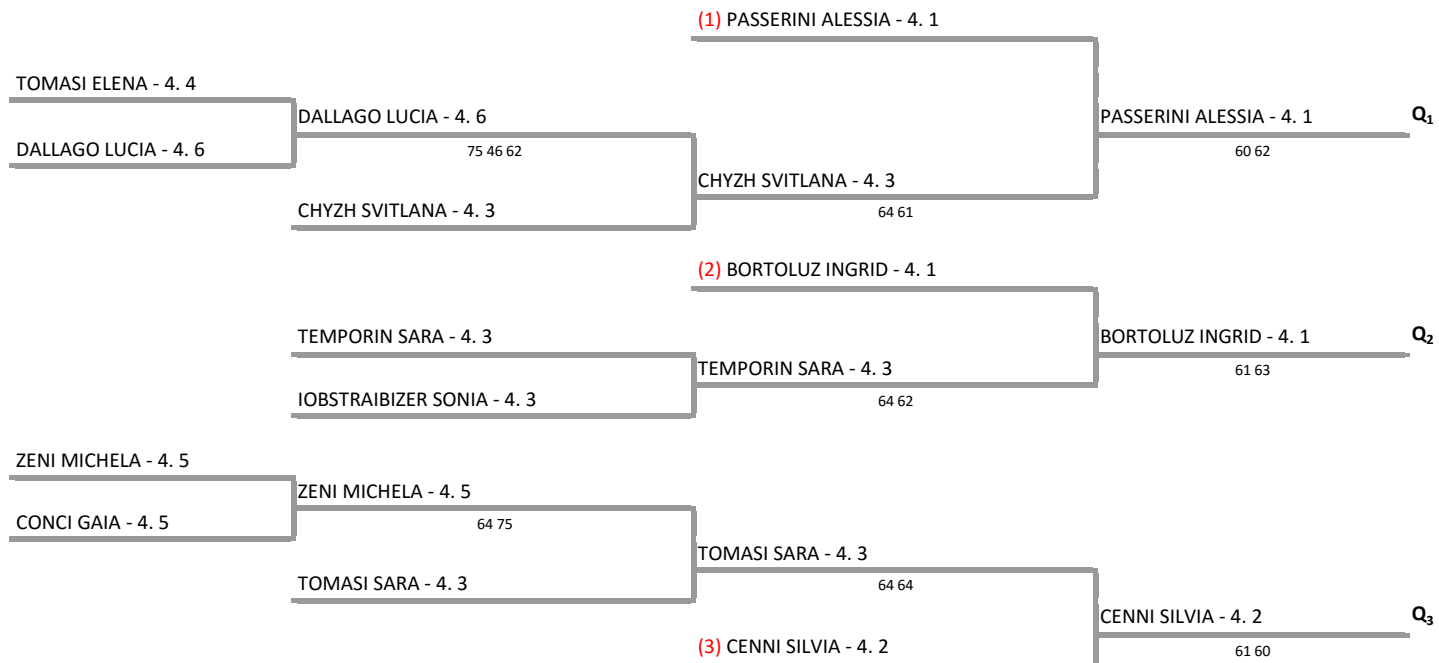 (1) PASSERINI ALESSIA - 4. 1
TOMASI ELENA - 4. 4
DALLAGO LUCIA - 4. 6
PASSERINI ALESSIA - 4. 1
Q₁
DALLAGO LUCIA - 4. 6
75 46 62
60 62
CHYZH SVITLANA - 4. 3
CHYZH SVITLANA - 4. 3
64 61
(2) BORTOLUZ INGRID - 4. 1
TEMPORIN SARA - 4. 3
BORTOLUZ INGRID - 4. 1
Q₂
TEMPORIN SARA - 4. 3
61 63
IOBSTRAIBIZER SONIA - 4. 3
64 62
ZENI MICHELA - 4. 5
ZENI MICHELA - 4. 5
CONCI GAIA - 4. 5
64 75
TOMASI SARA - 4. 3
TOMASI SARA - 4. 3
64 64
CENNI SILVIA - 4. 2
Q₃
(3) CENNI SILVIA - 4. 2
61 60